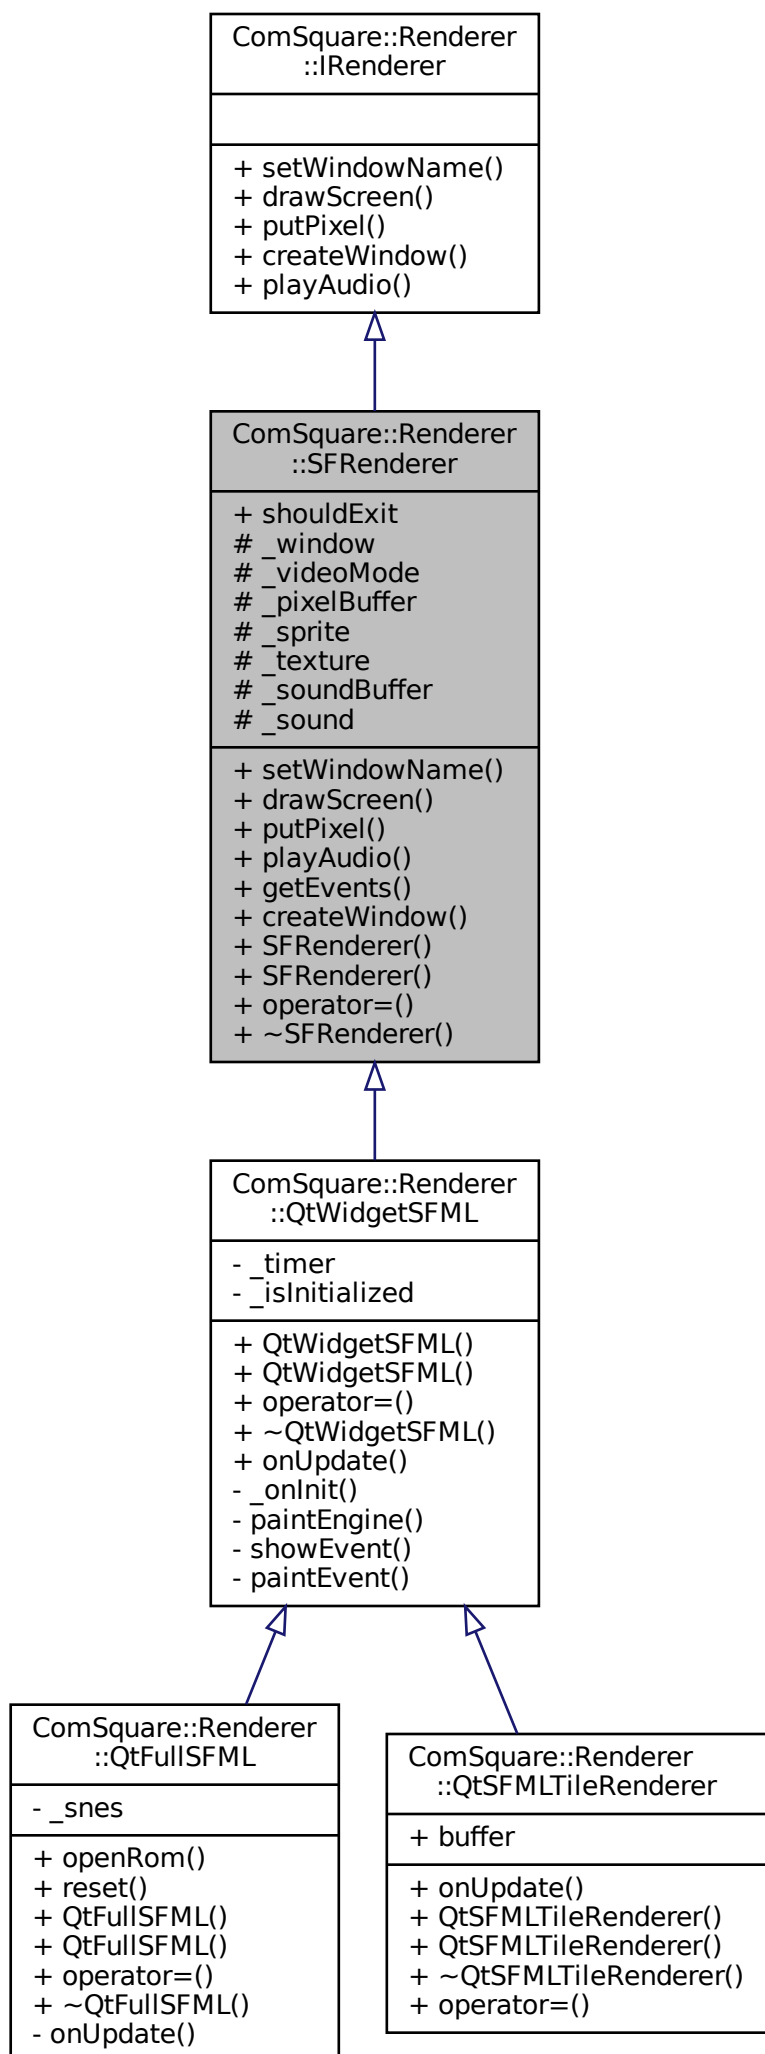 ComSquare::Renderer
::IRenderer
+ setWindowName()
+ drawScreen()
+ putPixel()
+ createWindow()
+ playAudio()
ComSquare::Renderer
::SFRenderer
+ shouldExit
# _window
# _videoMode
# _pixelBuffer
# _sprite
# _texture
# _soundBuffer
# _sound
+ setWindowName()
+ drawScreen()
+ putPixel()
+ playAudio()
+ getEvents()
+ createWindow()
+ SFRenderer()
+ SFRenderer()
+ operator=()
+ ~SFRenderer()
ComSquare::Renderer
::QtWidgetSFML
- _timer
- _isInitialized
+ QtWidgetSFML()
+ QtWidgetSFML()
+ operator=()
+ ~QtWidgetSFML()
+ onUpdate()
- _onInit()
- paintEngine()
- showEvent()
- paintEvent()
ComSquare::Renderer
::QtFullSFML
- _snes
+ openRom()
+ reset()
+ QtFullSFML()
+ QtFullSFML()
+ operator=()
+ ~QtFullSFML()
- onUpdate()
ComSquare::Renderer
::QtSFMLTileRenderer
+ buffer
+ onUpdate()
+ QtSFMLTileRenderer()
+ QtSFMLTileRenderer()
+ ~QtSFMLTileRenderer()
+ operator=()